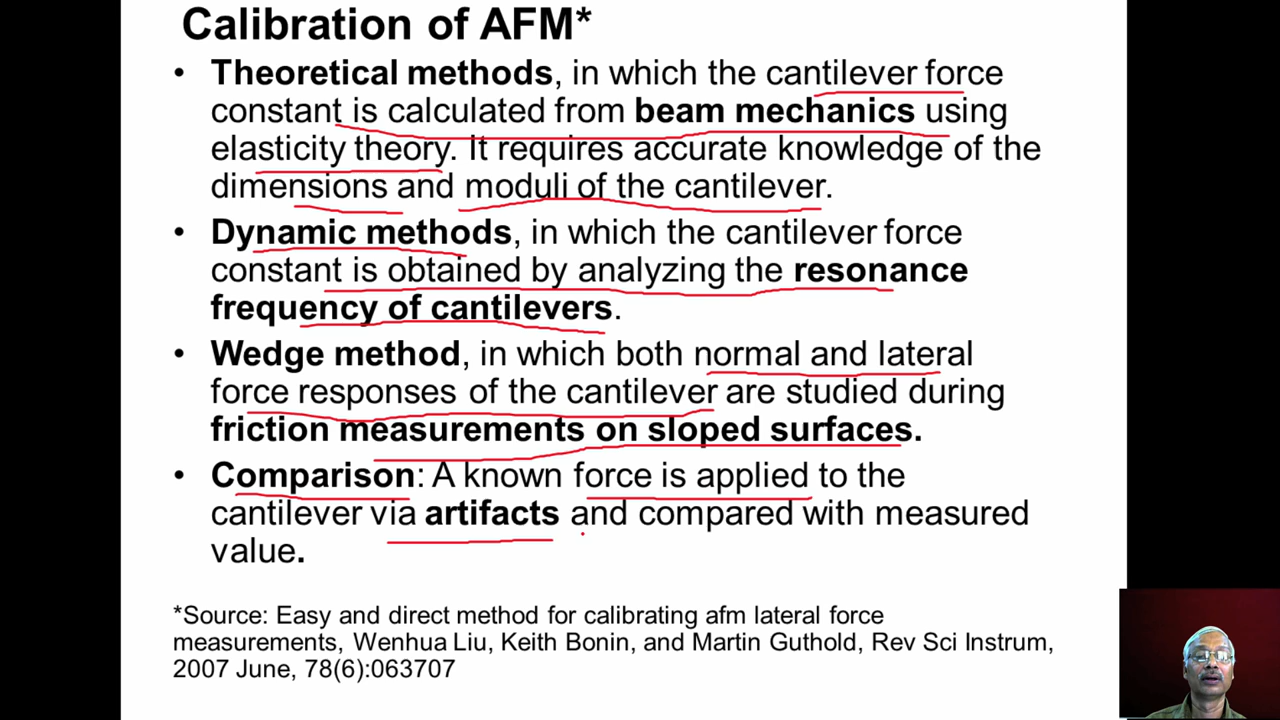 Calibration of AFM*
• Theoretical methods, in which the cantilever force
constant is calculated from beam mechanics using
elasticity theory. It requires accurate knowledge of the
dimensions and moduli of the cantilever.
• Dynamic methods, in which the cantilever force
constant is obtained by analyzing the resonance
frequency of cantilevers.
• Wedge method, in which both normal and lateral
force responses of the cantilever are studied during
friction measurements on sloped surfaces.
• Comparison: A known force is applied to the
cantilever via artifacts and compared with measured
value.
*Source: Easy and direct method for calibrating afm lateral force
measurements, Wenhua Liu, Keith Bonin, and Martin Guthold, Rev Sci Instrum,
2007 June, 78(6):063707